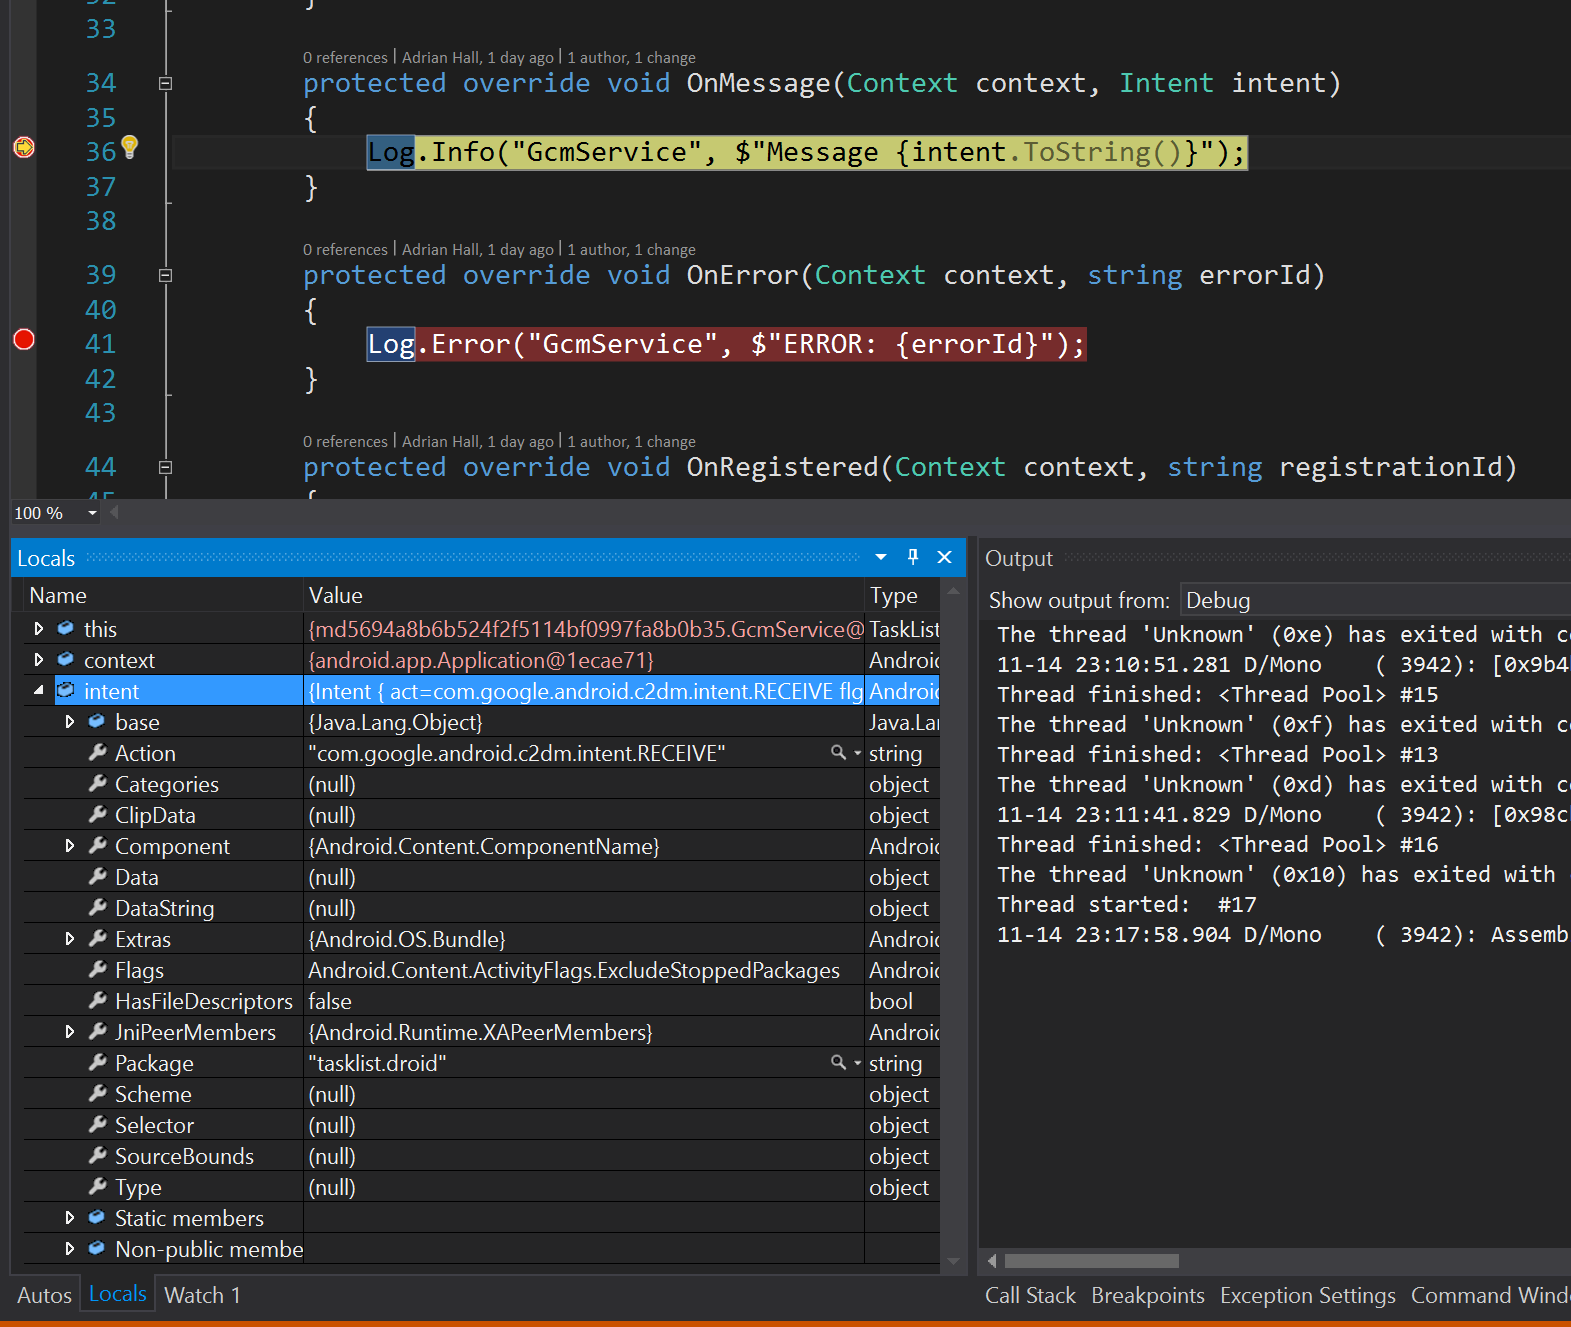 33
0 references | Adrian Hall, 1 day ago | 1 author, 1 change
34 protected override void OnMessage(Context context, Intent intent)
35 {
36 Log.Info("GcmService", $"Message {intent.ToString()}");
37 }
38
0 references | Adrian Hall, 1 day ago | 1 author, 1 change
39 protected override void OnError(Context context, string errorId)
40 {
41 Log.Error("GcmService", $"ERROR: {errorId}");
42 }
43
0 references | Adrian Hall, 1 day ago | 1 author, 1 change
44 protected override void OnRegistered(Context context, string registrationId)
100 %
Locals
Name Value Type
this {md5694a8b6b524f2f5114bf0997fa8b0b35.GcmService@ TaskList
context {android.app.Application@1ecae71} Android
intent {Intent { act=com.google.android.c2dm.intent.RECEIVE flg Android
base {Java.Lang.Object} Java.Lan
Action "com.google.android.c2dm.intent.RECEIVE" string
Categories (null) object
ClipData (null) object
Component {Android.Content.ComponentName} Android
Data (null) object
DataString (null) object
Extras {Android.OS.Bundle} Android
Flags Android.Content.ActivityFlags.ExcludeStoppedPackages Android
HasFileDescriptors false bool
JniPeerMembers {Android.Runtime.XAPeerMembers} Android
Package "tasklist.droid" string
Scheme (null) object
Selector (null) object
SourceBounds (null) object
Type (null) object
Static members
Non-public membe
Autos Locals Watch 1
Output
Show output from: Debug
The thread 'Unknown' (0xe) has exited with c
11-14 23:10:51.281 D/Mono ( 3942): [0x9b4
Thread finished: <Thread Pool> #15
The thread 'Unknown' (0xf) has exited with c
Thread finished: <Thread Pool> #13
The thread 'Unknown' (0xd) has exited with c
11-14 23:11:41.829 D/Mono ( 3942): [0x98c
Thread finished: <Thread Pool> #16
The thread 'Unknown' (0x10) has exited with
Thread started: #17
11-14 23:17:58.904 D/Mono ( 3942): Assemb
Call Stack Breakpoints Exception Settings Command Wind